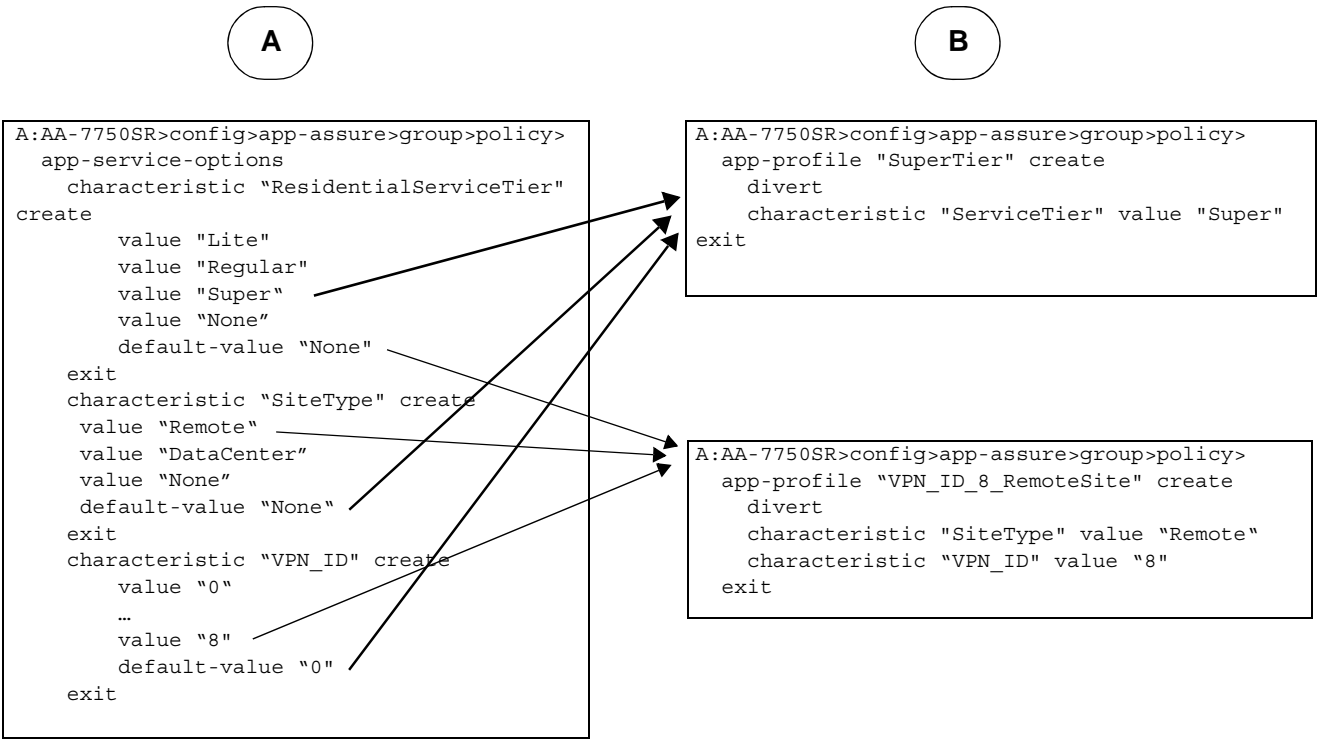 A
B
A:AA-7750SR>config>app-assure>group>policy>
app-service-options
characteristic “ResidentialServiceTier"
create
value "Lite"
value "Regular"
value "Super“
value “None”
default-value “None"
exit
characteristic “SiteType" create
value “Remote“
value “DataCenter”
value “None”
default-value “None“
exit
characteristic “VPN_ID" create
value “0“
…
value “8"
default-value “0"
exit
A:AA-7750SR>config>app-assure>group>policy>
app-profile "SuperTier" create
divert
characteristic "ServiceTier" value "Super"
exit
A:AA-7750SR>config>app-assure>group>policy>
app-profile “VPN_ID_8_RemoteSite" create
divert
characteristic "SiteType" value “Remote“
characteristic “VPN_ID" value “8"
exit